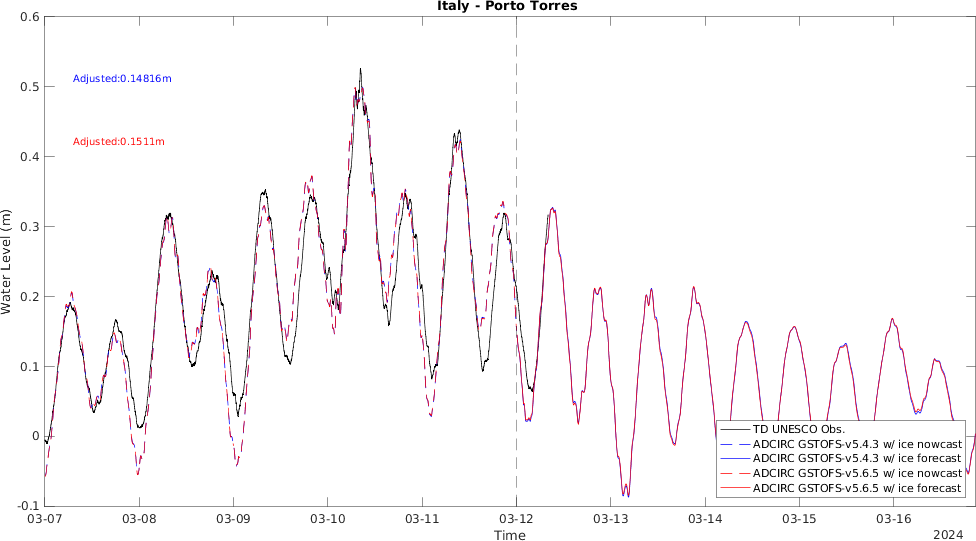 Italy - Porto Torres
0.6
0.5
0.4
0.3
0.2
0.1
0
-0.1
Water Level (m)
Adjusted:0.14816m
Adjusted:0.1511m
TD UNESCO Obs.
ADCIRC GSTOFS-v5.4.3 w/ ice nowcast
ADCIRC GSTOFS-v5.4.3 w/ ice forecast
ADCIRC GSTOFS-v5.6.5 w/ ice nowcast
ADCIRC GSTOFS-v5.6.5 w/ ice forecast
03-07 03-08 03-09 03-10 03-11 03-12 03-13 03-14 03-15 03-16
Time
2024